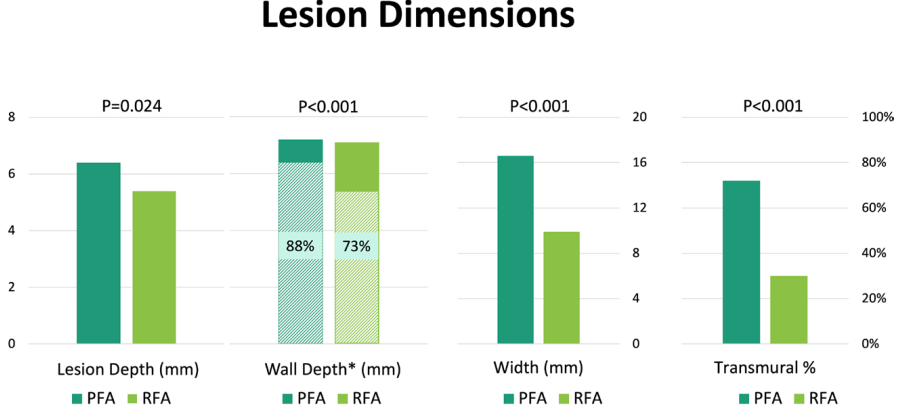 Lesion Dimensions
P=0.024 P<0.001 P<0.001 P<0.001
8 20 100%
6 16 80%
12 60%
4
88% 73%
8 40%
2
4 20%
0 0 0%
Lesion Depth (mm) Wall Depth* (mm) Width (mm) Transmural %
PFA RFA PFA RFA PFA RFA PFA RFA